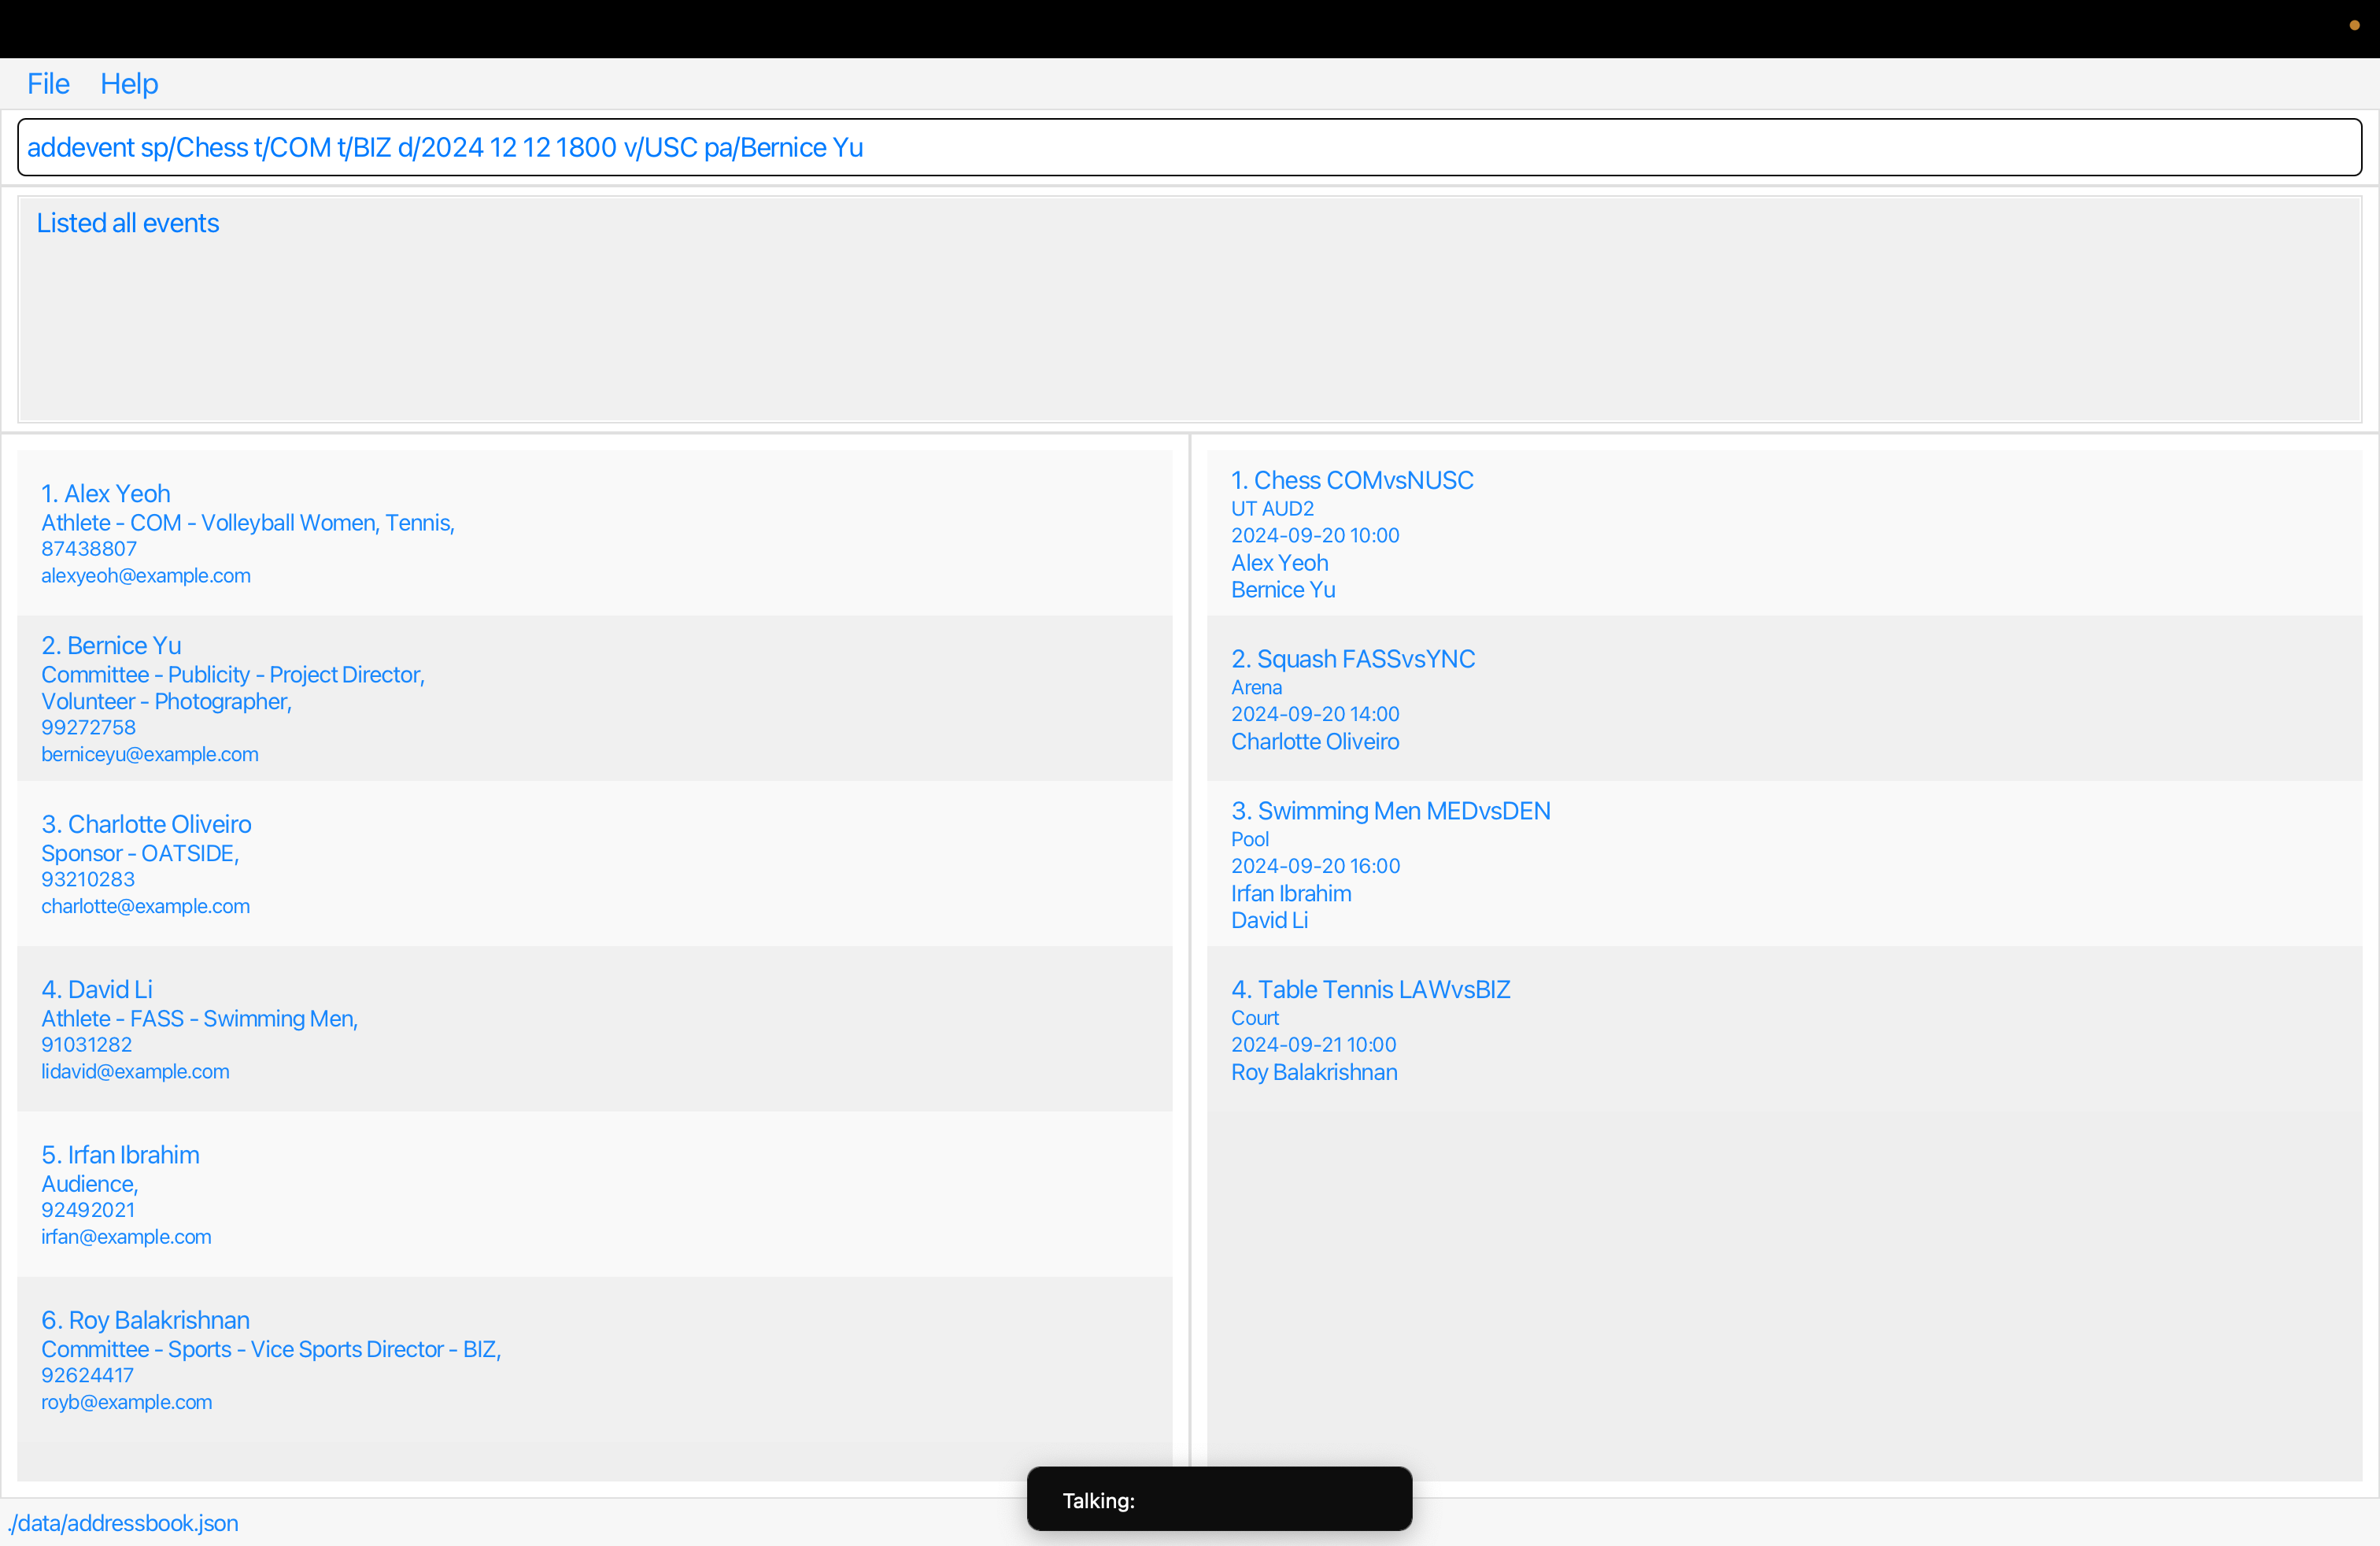 File Help
addevent sp/Chess t/COM t/BIZ d/2024 12 12 1800 v/USC pa/Bernice Yu
Listed all events
1. Alex Yeoh
Athlete - COM - Volleyball Women, Tennis,
87438807
alexyeoh@example.com
2. Bernice Yu
Committee - Publicity - Project Director,
Volunteer - Photographer,
99272758
berniceyu@example.com
3. Charlotte Oliveiro
Sponsor - OATSIDE,
93210283
charlotte@example.com
4. David Li
Athlete - FASS - Swimming Men,
91031282
lidavid@example.com
5. Irfan Ibrahim
Audience,
92492021
irfan@example.com
6. Roy Balakrishnan
Committee - Sports - Vice Sports Director - BIZ,
92624417
royb@example.com
1. Chess COMvsNUSC
UT AUD2
2024-09-20 10:00
Alex Yeoh
Bernice Yu
2. Squash FASSvsYNC
Arena
2024-09-20 14:00
Charlotte Oliveiro
3. Swimming Men MEDvsDEN
Pool
2024-09-20 16:00
Irfan Ibrahim
David Li
4. Table Tennis LAWvsBIZ
Court
2024-09-21 10:00
Roy Balakrishnan
Talking:
./data/addressbook.json